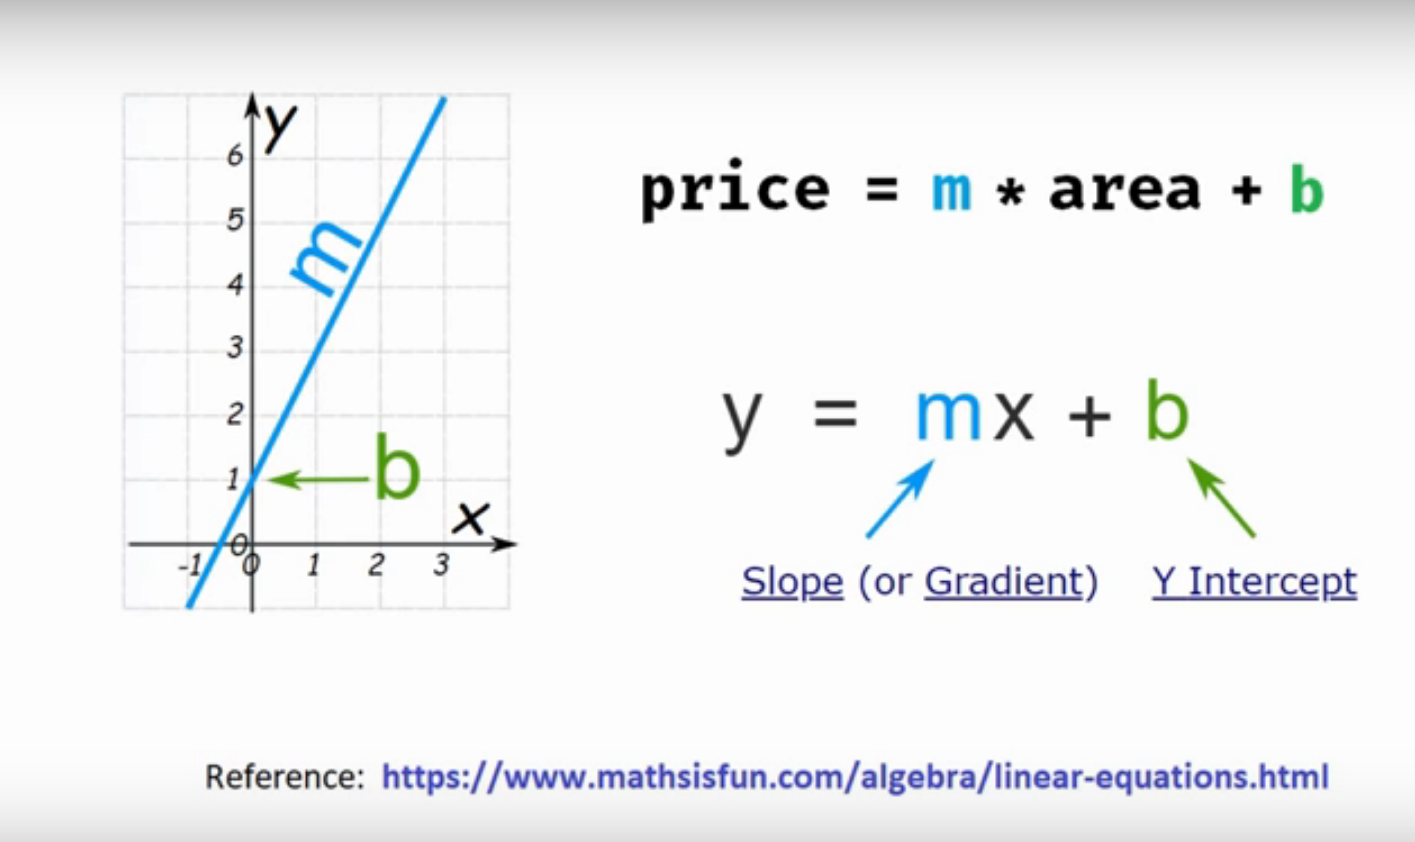 y
6
5
4
3
2
1
0
-1 0 1 2 3
x
m
b
price = m * area + b
y = mx + b
Slope (or Gradient) Y Intercept
Reference: https://www.mathsisfun.com/algebra/linear-equations.html